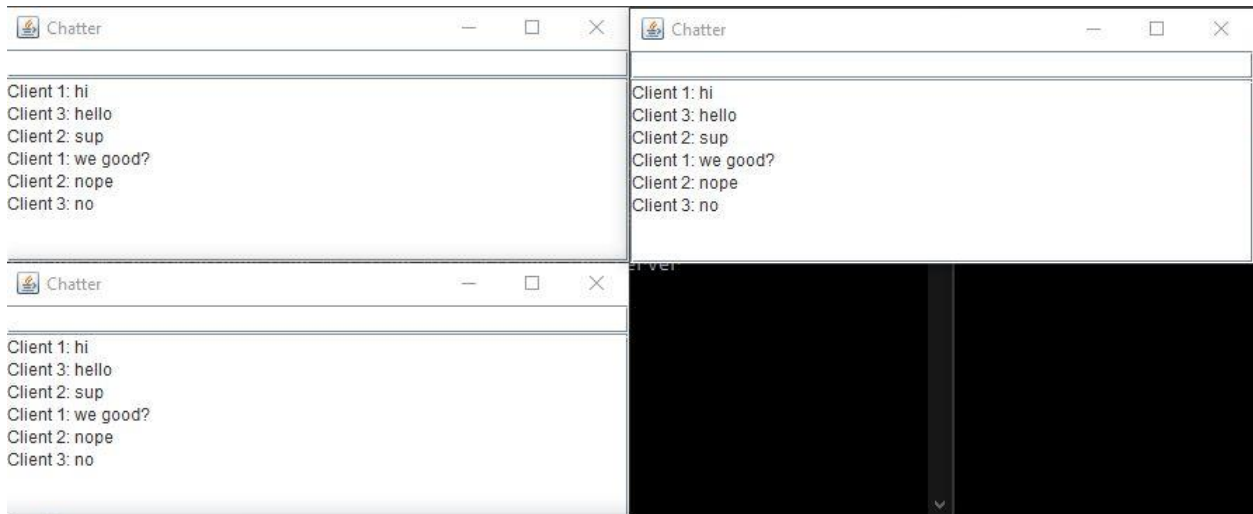 Chatter
Client 1: hi
Client 3: hello
Client 2: sup
Client 1: we good?
Client 2: nope
Client 3: no
Chatter
Client 1: hi
Client 3: hello
Client 2: sup
Client 1: we good?
Client 2: nope
Client 3: no
Chatter
Client 1: hi
Client 3: hello
Client 2: sup
Client 1: we good?
Client 2: nope
Client 3: no